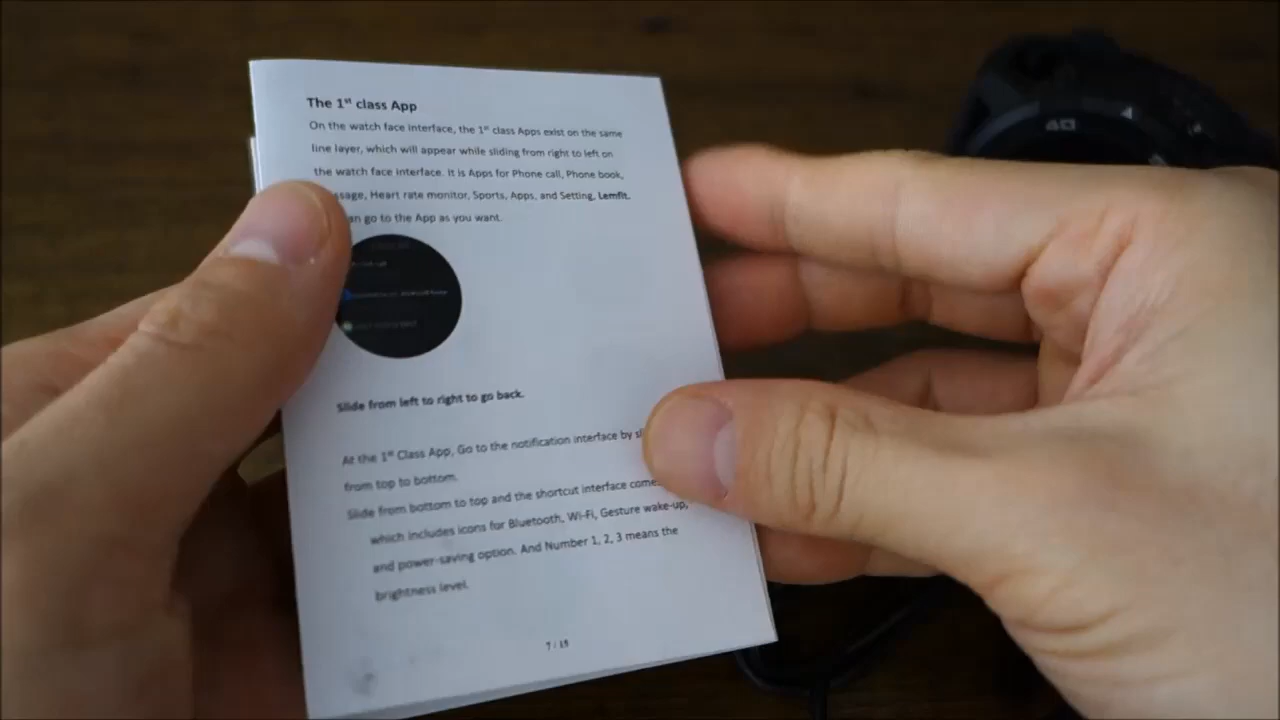 The 1st class App
On the watch face interface, the 1st class Apps exist on the same
line layer, which will appear while sliding from right to left on
the watch face interface. It is Apps for Phone call, Phone book,
ssage, Heart rate monitor, Sports, Apps, and Setting, Lemfit.
an go to the App as you want.
Slide from left to right to go back.
At the 1st Class App, Go to the notification interface by sl
from top to bottom.
Slide from bottom to top and the shortcut interface come
which includes icons for Bluetooth, Wi-Fi, Gesture wake-up,
and power-saving option. And Number 1, 2, 3 means the
brightness level.
7 / 19